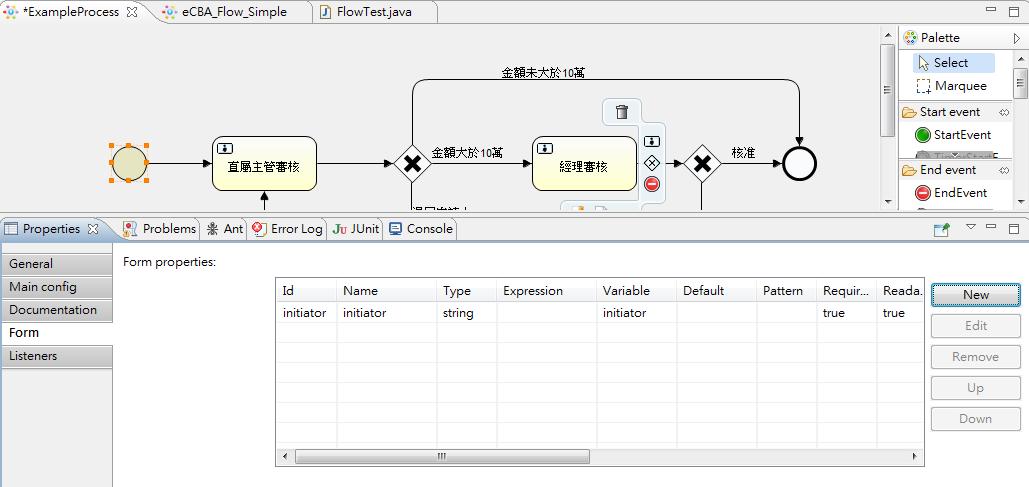 *ExampleProcess
eCBA_Flow_Simple
FlowTest.java
Palette
Select
Marquee
Start event
StartEvent
End event
EndEvent
金額未大於10萬
直屬主管審核
金額大於10萬
經理審核
核准
Properties
Problems
Ant
Error Log
JUnit
Console
General
Main config
Documentation
Form
Listeners
Form properties:
Id Name Type Expression Variable Default Pattern Requir... Reada.
initiator initiator string initiator true true
New
Edit
Remove
Up
Down